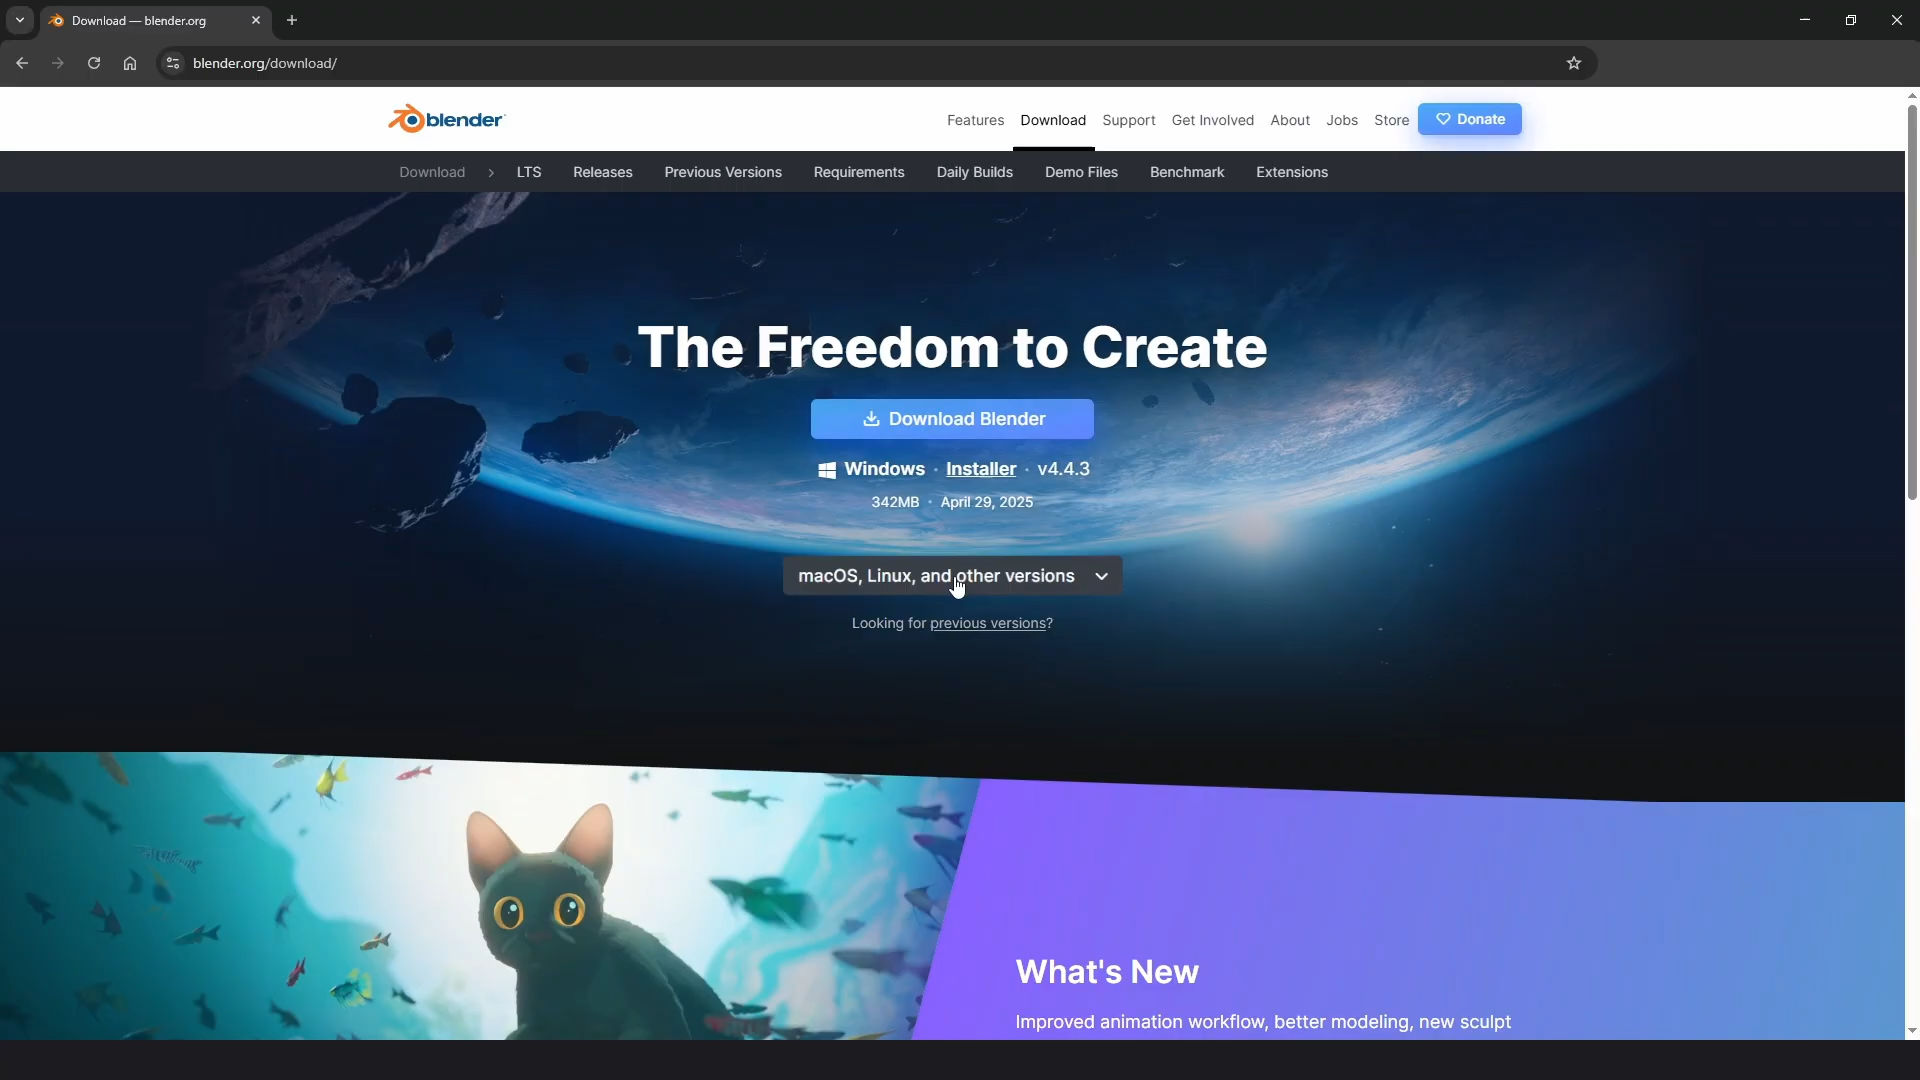 Download — blender.org
blender.org/download/
blender
Features Download Support Get Involved About Jobs Store Donate
Download LTS Releases Previous Versions Requirements Daily Builds Demo Files Benchmark Extensions
The Freedom to Create
Download Blender
Windows · Installer · v4.4.3
342MB · April 29, 2025
macOS, Linux, and other versions
Looking for previous versions?
What's New
Improved animation workflow, better modeling, new sculpt